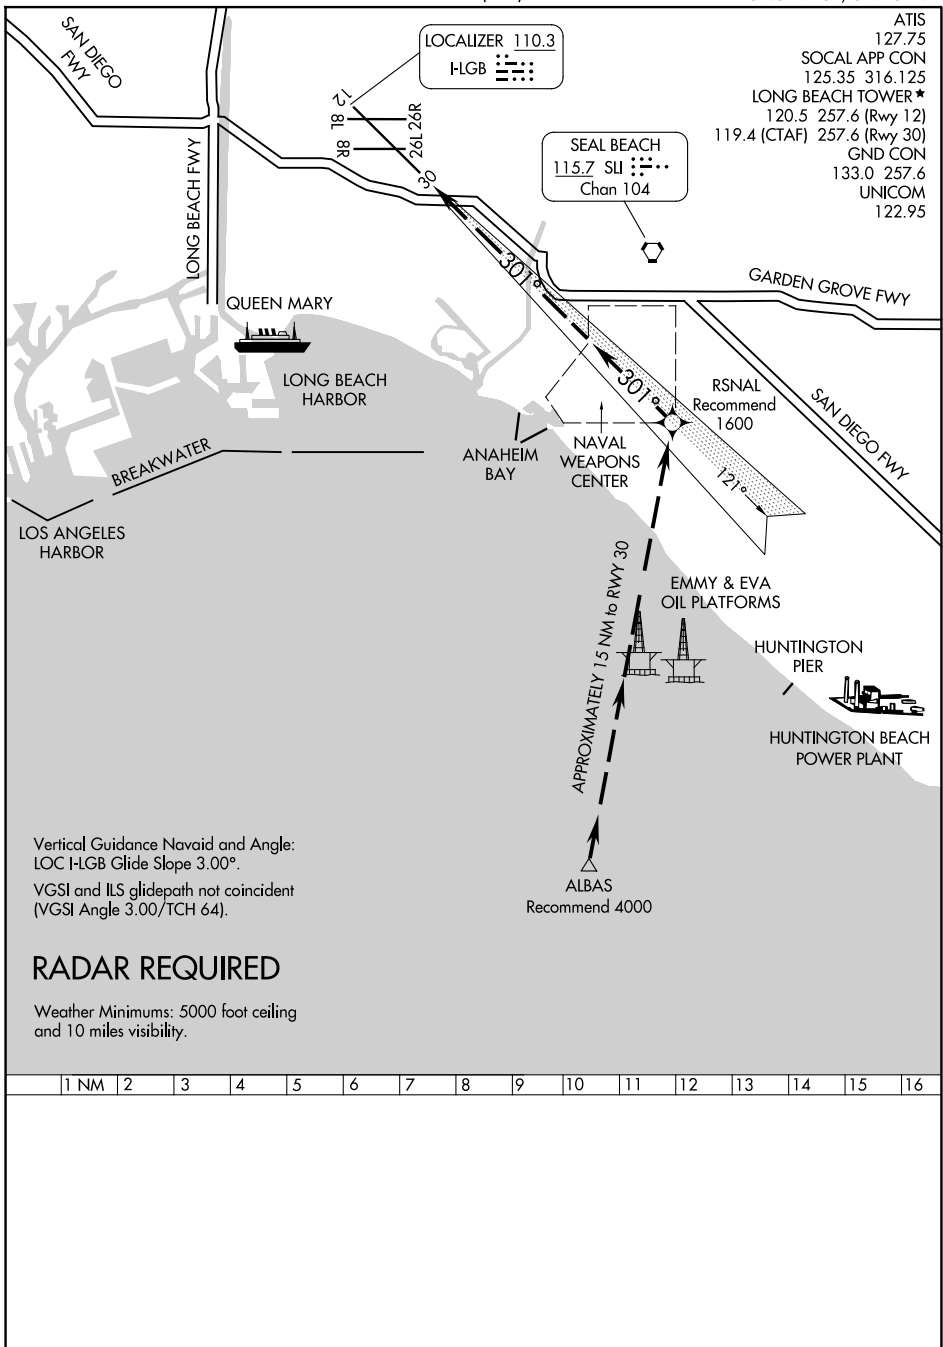 ATIS
127.75
SOCAL APP CON
125.35 316.125
LONG BEACH TOWER★
120.5 257.6 (Rwy 12)
119.4 (CTAF) 257.6 (Rwy 30)
GND CON
133.0 257.6
UNICOM
122.95
SAN DIEGO
FWY
LOCALIZER 110.3
I-LGB
12
8L 26R
8R 26L
30
SEAL BEACH
115.7 SLI
Chan 104
LONG BEACH FWY
301°
GARDEN GROVE FWY
QUEEN MARY
LONG BEACH
HARBOR
301°
RSNAL
Recommend
1600
SAN DIEGO FWY
BREAKWATER
ANAHEIM
BAY
NAVAL
WEAPONS
CENTER
121°
LOS ANGELES
HARBOR
APPROXIMATELY 15 NM to RWY 30
EMMY & EVA
OIL PLATFORMS
HUNTINGTON
PIER
HUNTINGTON BEACH
POWER PLANT
ALBAS
Recommend 4000
Vertical Guidance Navaid and Angle:
LOC I-LGB Glide Slope 3.00°.
VGSI and ILS glidepath not coincident
(VGSI Angle 3.00/TCH 64).
RADAR REQUIRED
Weather Minimums: 5000 foot ceiling
and 10 miles visibility.
1 NM 2 3 4 5 6 7 8 9 10 11 12 13 14 15 16